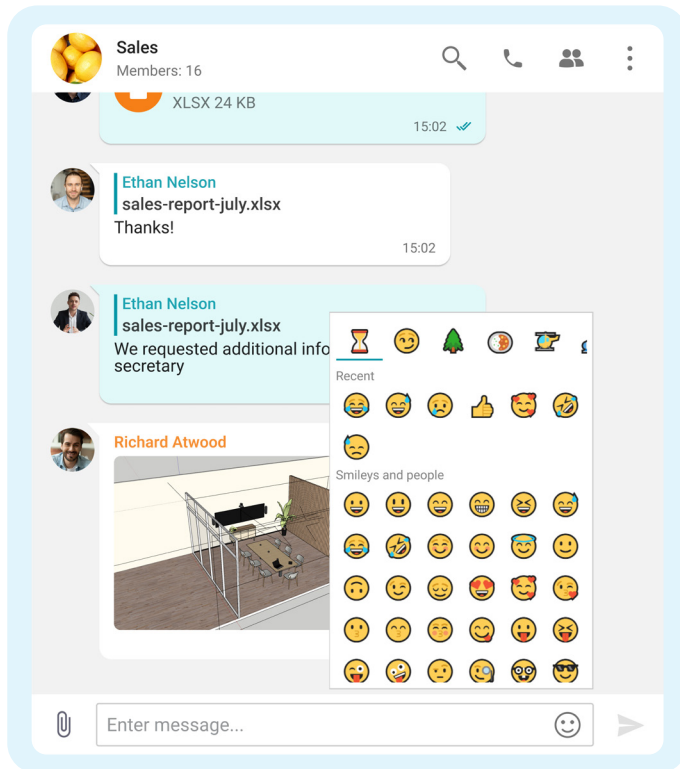 Sales
Members: 16
XLSX 24 KB
15:02
Ethan Nelson
sales-report-july.xlsx
Thanks!
15:02
Ethan Nelson
sales-report-july.xlsx
We requested additional info
secretary
Richard Atwood
Recent
Smileys and people
Enter message...